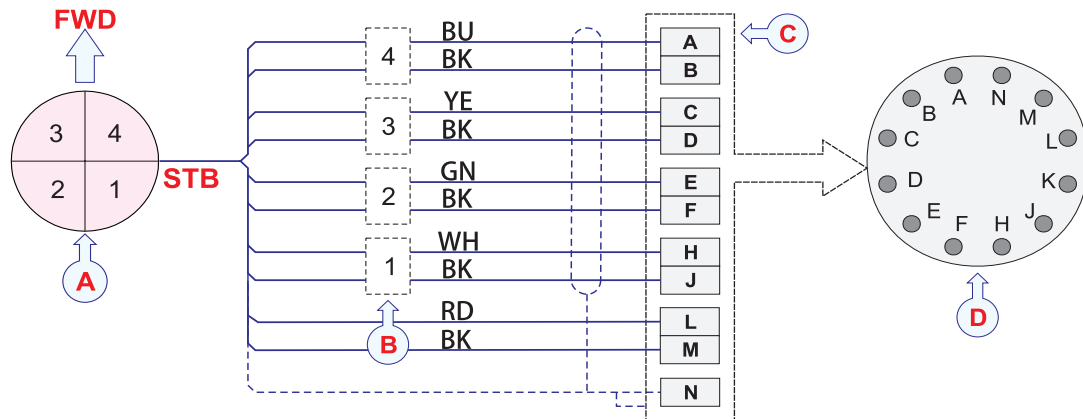 FWD
3 4
2 1
STB
A
4
3
2
1
B
BU
BK
YE
BK
GN
BK
WH
BK
RD
BK
A
B
C
D
E
F
H
J
L
M
N
C
A N
B M
C L
D K
E J
F H
D